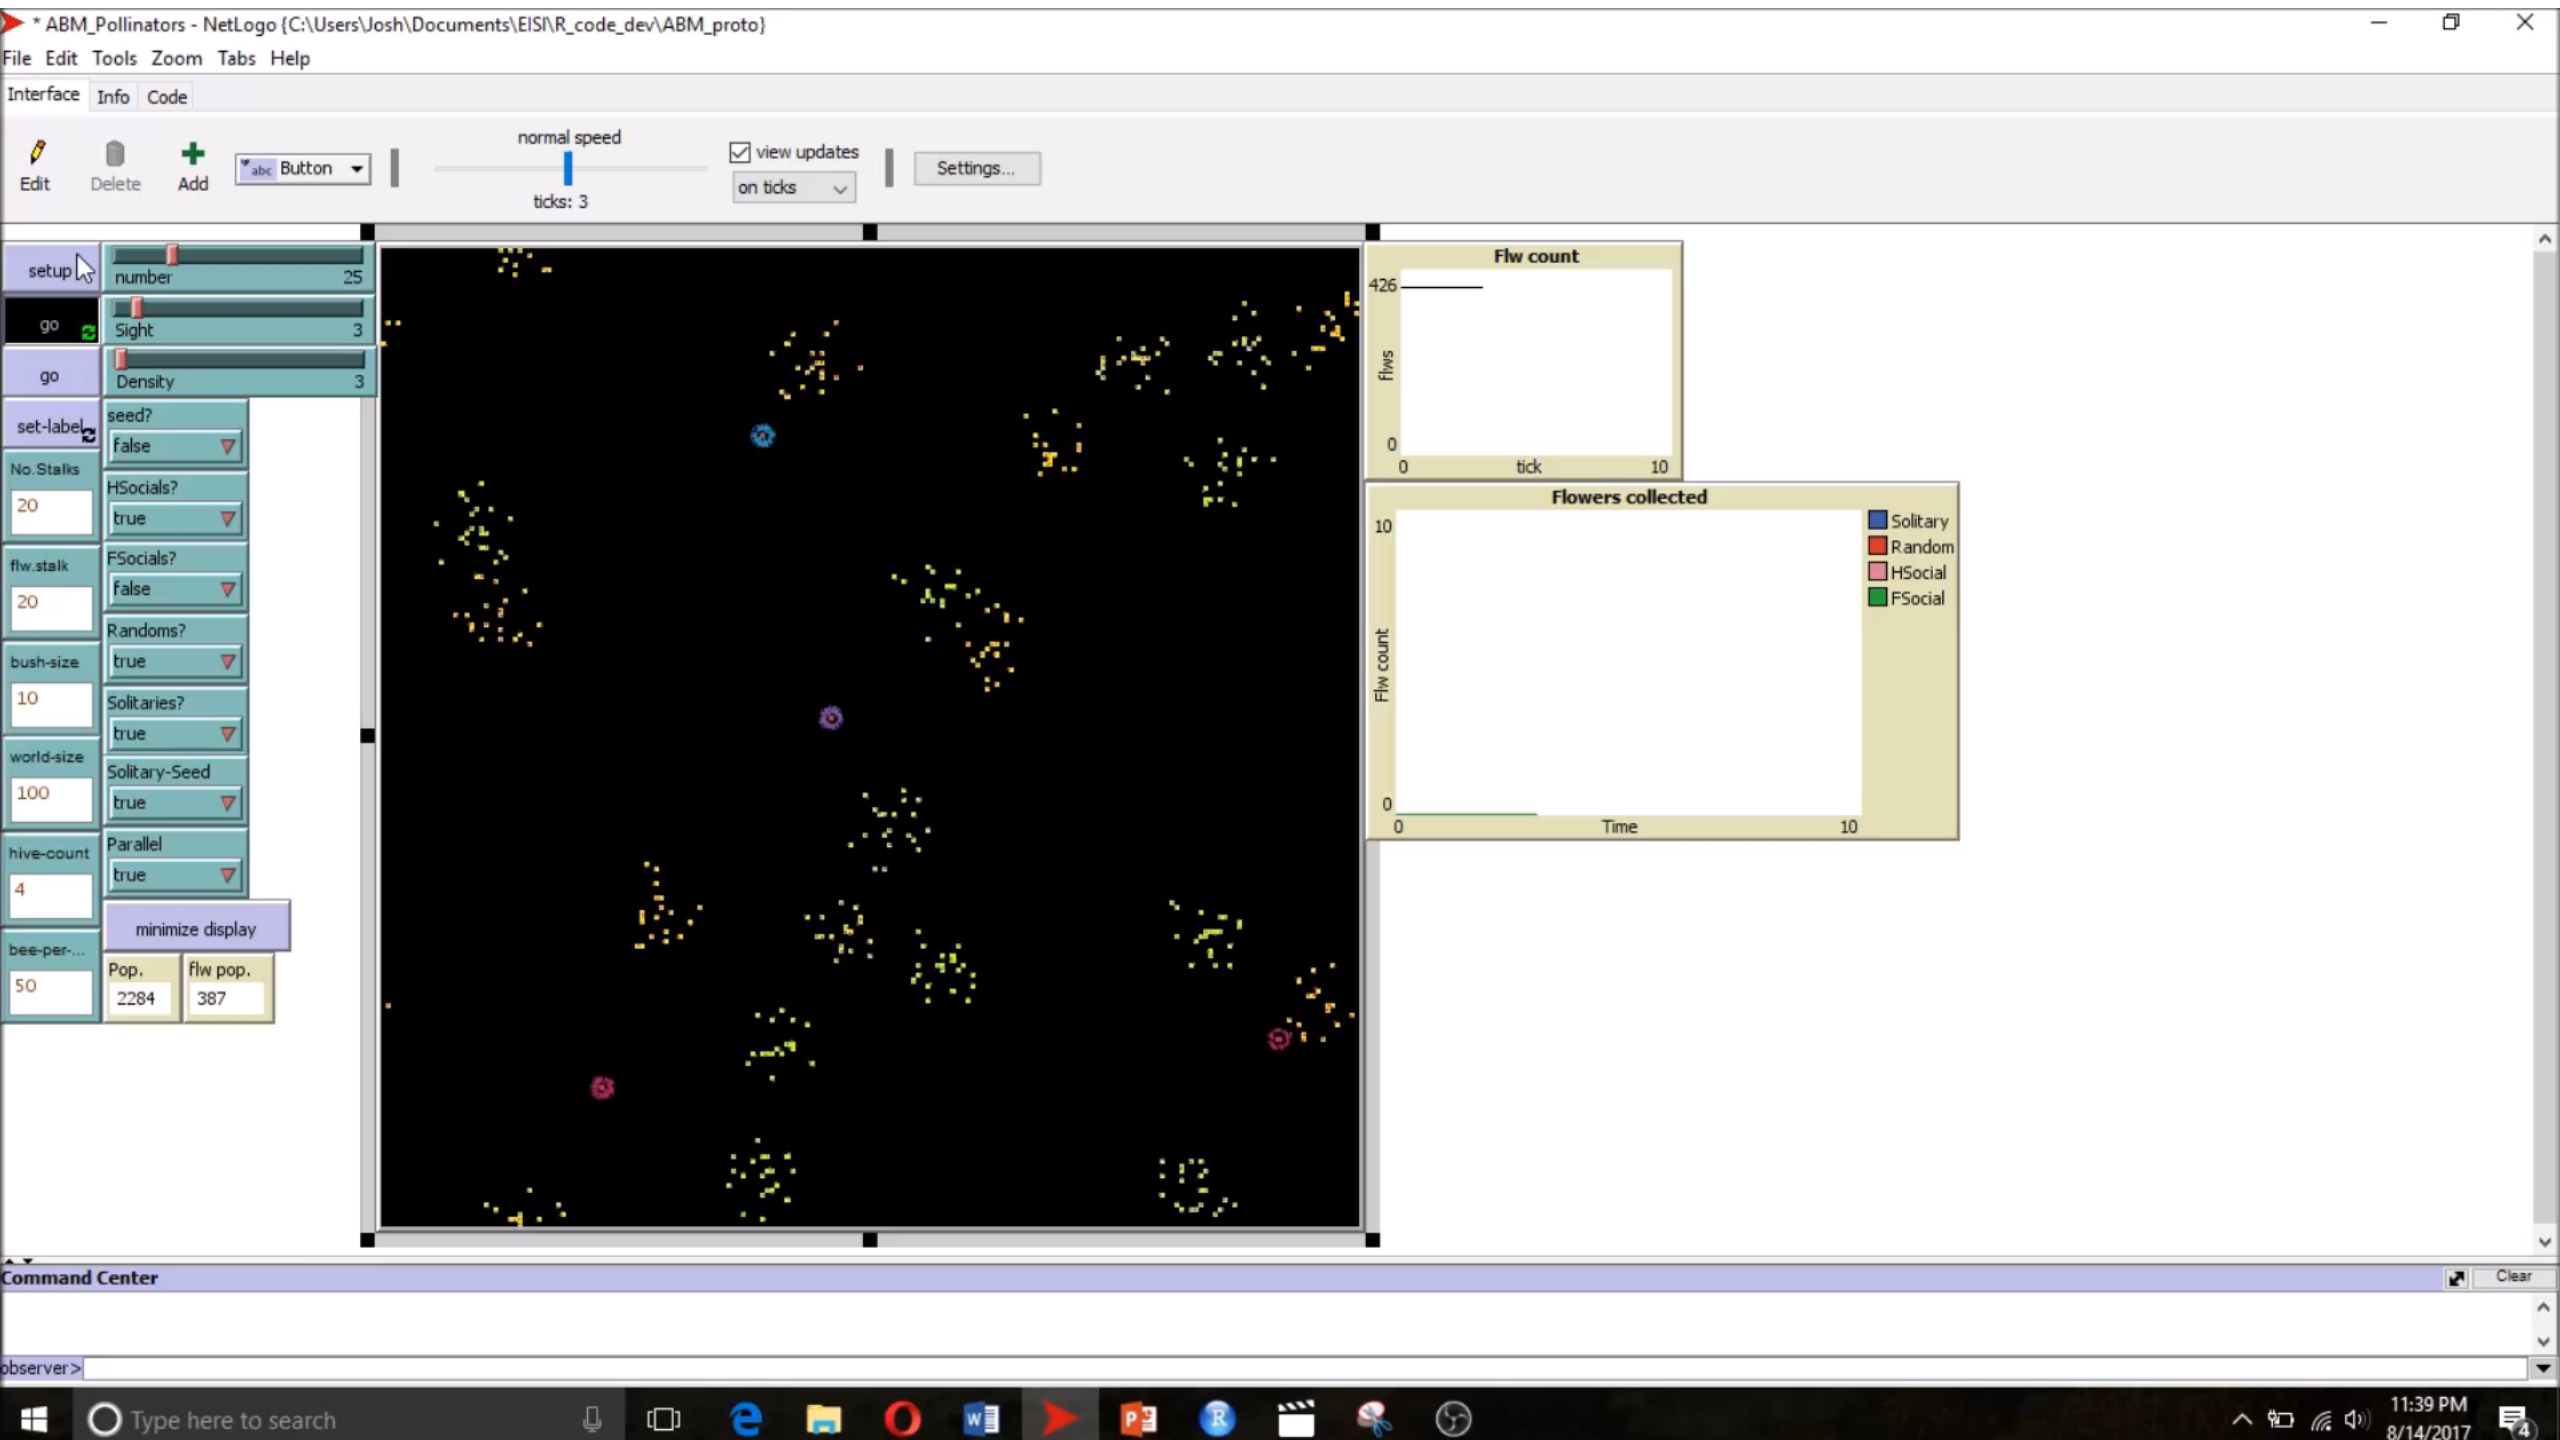 * ABM_Pollinators - NetLogo {C:\Users\Josh\Documents\EISI\R_code_dev\ABM_proto}
File Edit Tools Zoom Tabs Help
Interface Info Code
Edit
Delete
Add
abc Button
normal speed
ticks: 3
view updates
on ticks
Settings...
setup
number 25
go
Sight 3
go
Density 3
set-label
seed?
false
No.Stalks
20
HSocials?
true
flw.stalk
20
FSocials?
false
Randoms?
true
bush-size
10
Solitaries?
true
world-size
100
Solitary-Seed
true
hive-count
4
Parallel
true
minimize display
bee-per-...
50
Pop.
2284
flw pop.
387
Flw count
426
flws
0
0 tick 10
Flowers collected
10
Flw count
0
0 Time 10
Solitary
Random
HSocial
FSocial
Command Center
Clear
observer>
Type here to search
11:39 PM
8/14/2017
4